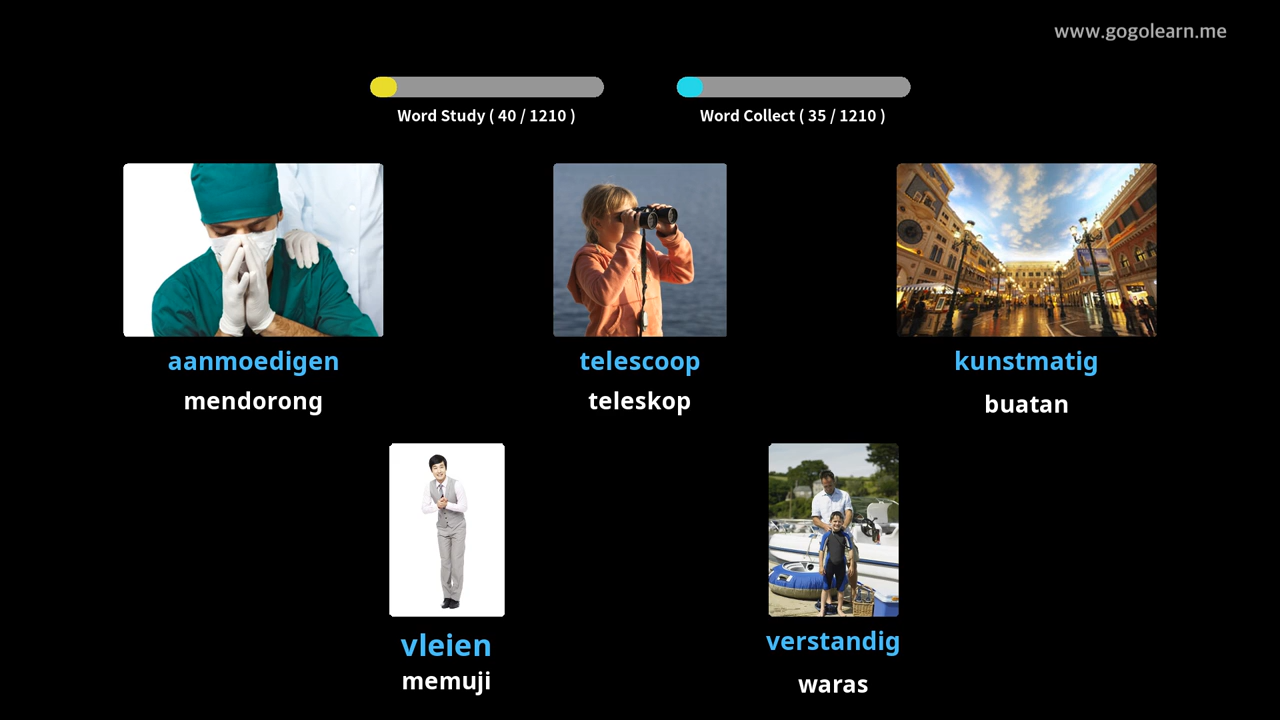 www.gogolearn.me
Word Study ( 40 / 1210 )
Word Collect ( 35 / 1210 )
aanmoedigen
mendorong
telescoop
teleskop
kunstmatig
buatan
vleien
memuji
verstandig
waras